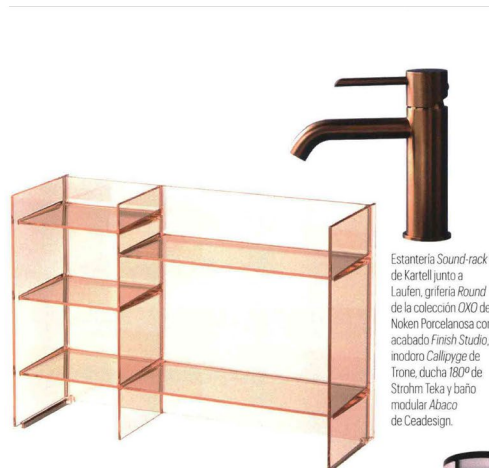 Estantería Sound-rack
de Kartell junto a
Laufen, grifería Round
de la colección OXO de
Noken Porcelanosa con
acabado Finish Studio,
inodoro Callipyge de
Trone, ducha 180º de
Strohm Teka y baño
modular Abaco
de Ceadesign.